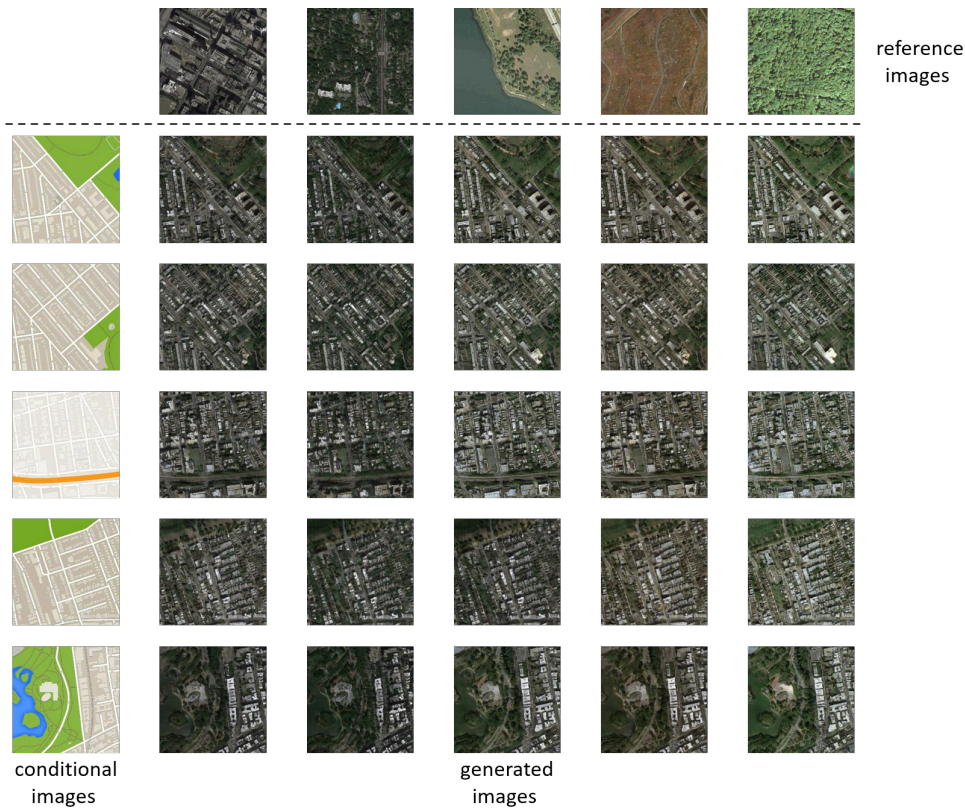 reference
images
conditional
images
generated
images